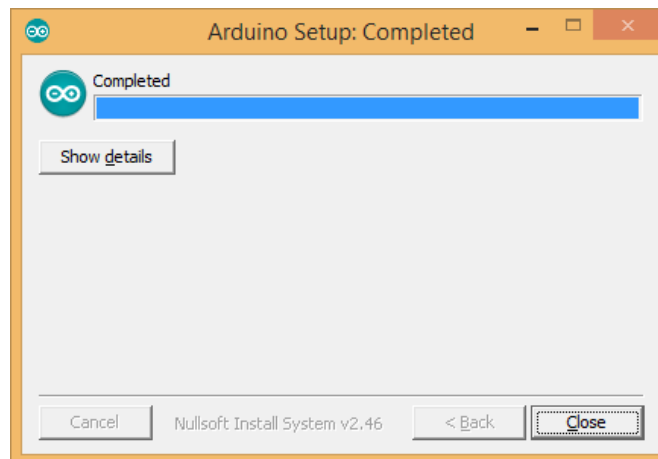 Arduino Setup: Completed
Completed
Show details
Cancel
Nullsoft Install System v2.46
< Back
Close